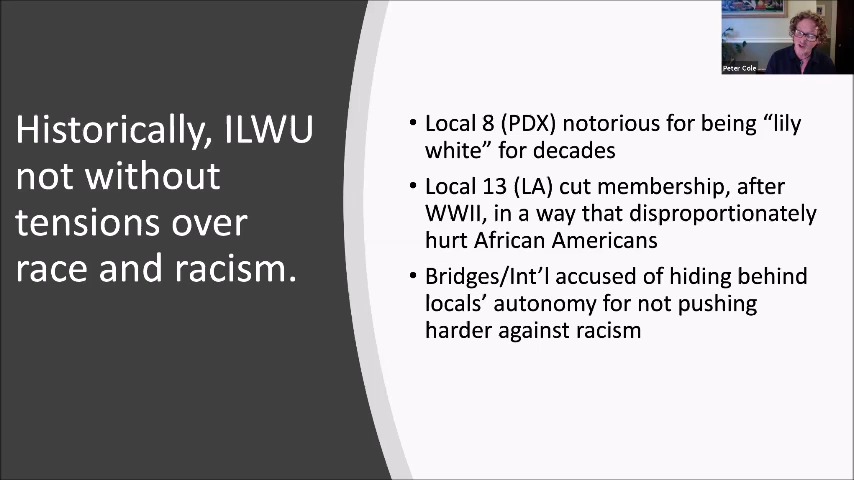 Historically, ILWU
not without
tensions over
race and racism.
• Local 8 (PDX) notorious for being “lily
white” for decades
• Local 13 (LA) cut membership, after
WWII, in a way that disproportionately
hurt African Americans
• Bridges/Int’l accused of hiding behind
locals’ autonomy for not pushing
harder against racism
Peter Cole